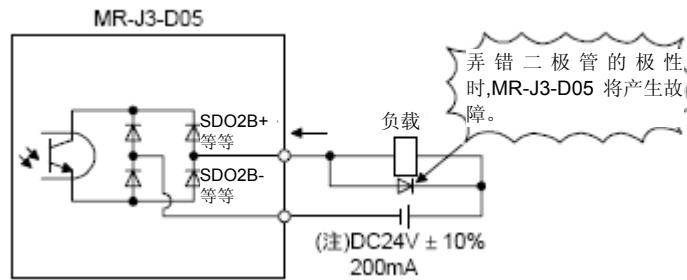 MR-J3-D05
弄错二极管的极性
时,MR-J3-D05 将产生故
障。
SDO2B+
等等
负载
SDO2B-
等等
(注)DC24V ± 10%
200mA